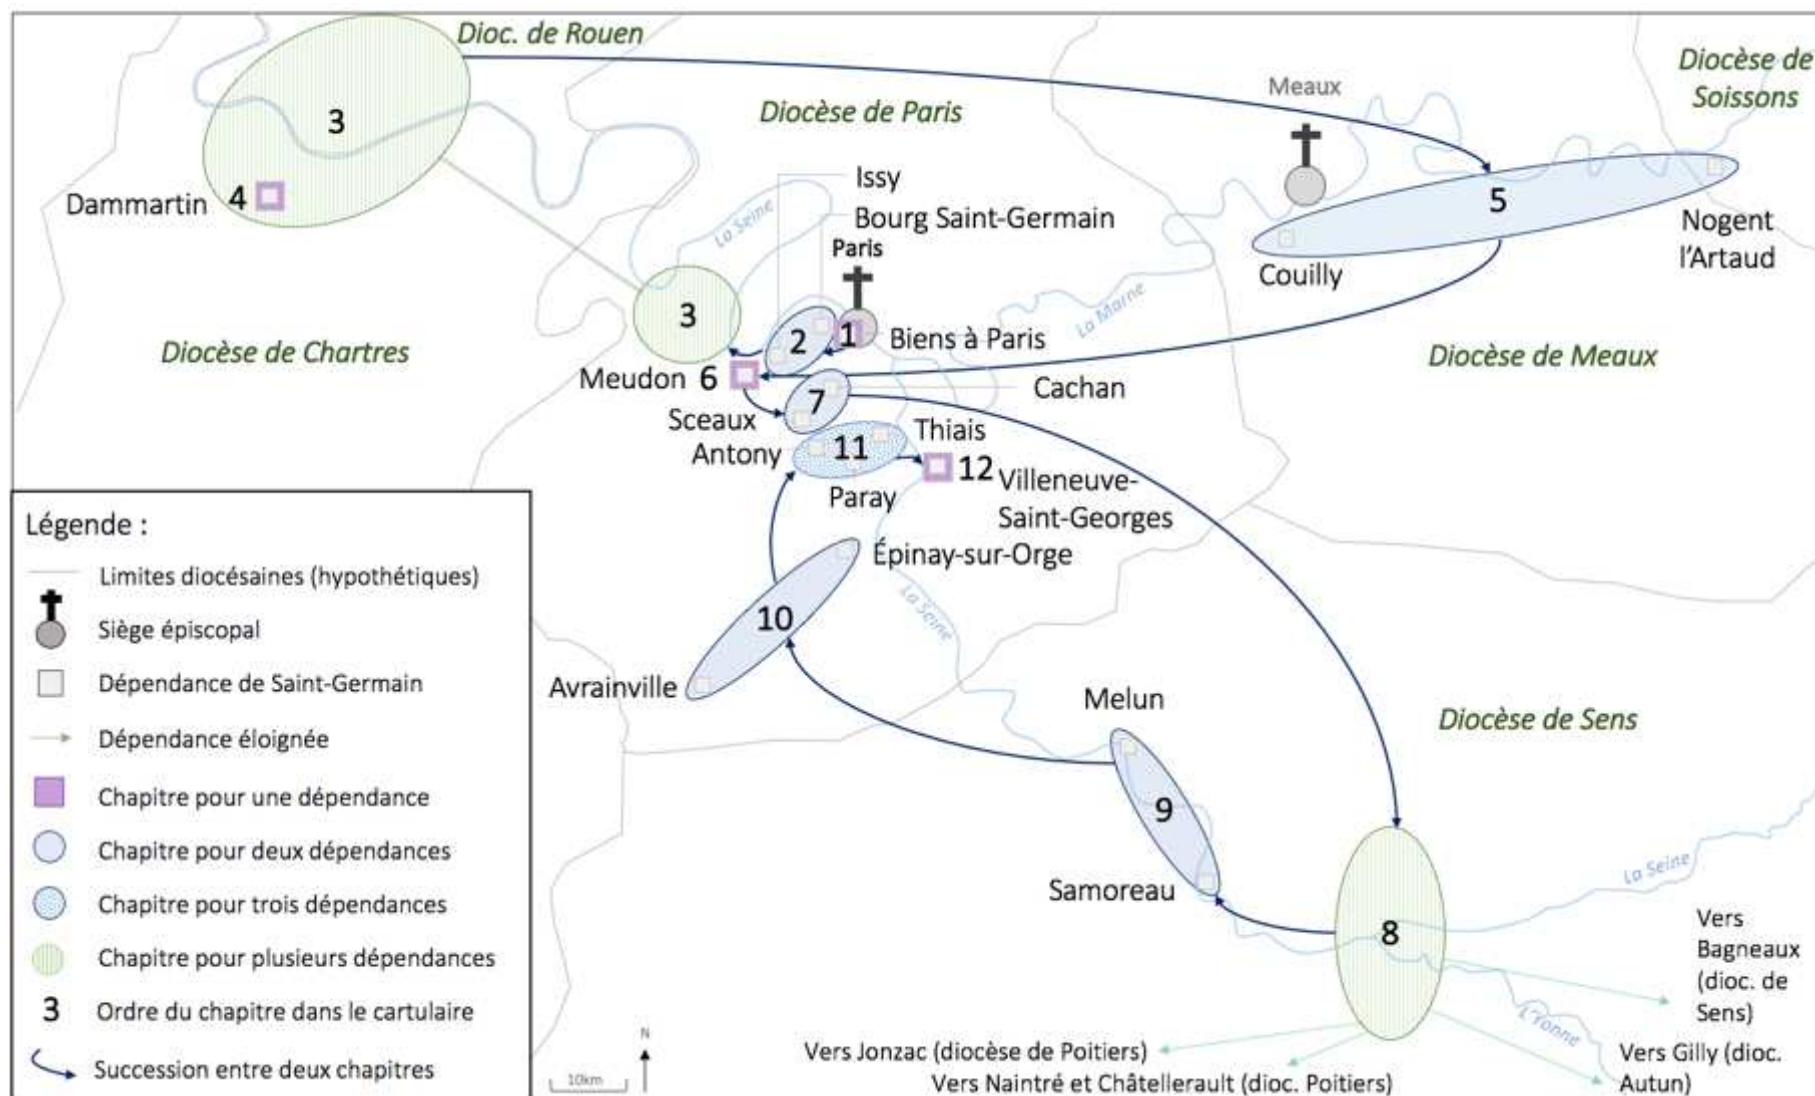 Dioc. de Rouen
Diocèse de
Soissons
Meaux
Diocèse de Paris
3
Issy
Dammartin
4
5
Bourg Saint-Germain
La Seine
Nogent
l'Artaud
Paris
Couilly
La Marne
3
2
1
Biens à Paris
Diocèse de Chartres
Diocèse de Meaux
Meudon
6
Cachan
7
Sceaux
Thiais
Antony
11
12
Villeneuve-
Saint-Georges
Paray
Épinay-sur-Orge
La Seine
10
Avrainville
Melun
Diocèse de Sens
9
Samoreau
La Seine
8
Vers
Bagneaux
(dioc. de
Sens)
L'Yonne
Vers Jonzac (diocèse de Poitiers)
Vers Gilly (dioc.
Autun)
Vers Naintré et Châtellerault (dioc. Poitiers)
N
10km
Légende :
Limites diocésaines (hypothétiques)
Siège épiscopal
Dépendance de Saint-Germain
Dépendance éloignée
Chapitre pour une dépendance
Chapitre pour deux dépendances
Chapitre pour trois dépendances
Chapitre pour plusieurs dépendances
3 Ordre du chapitre dans le cartulaire
Succession entre deux chapitres